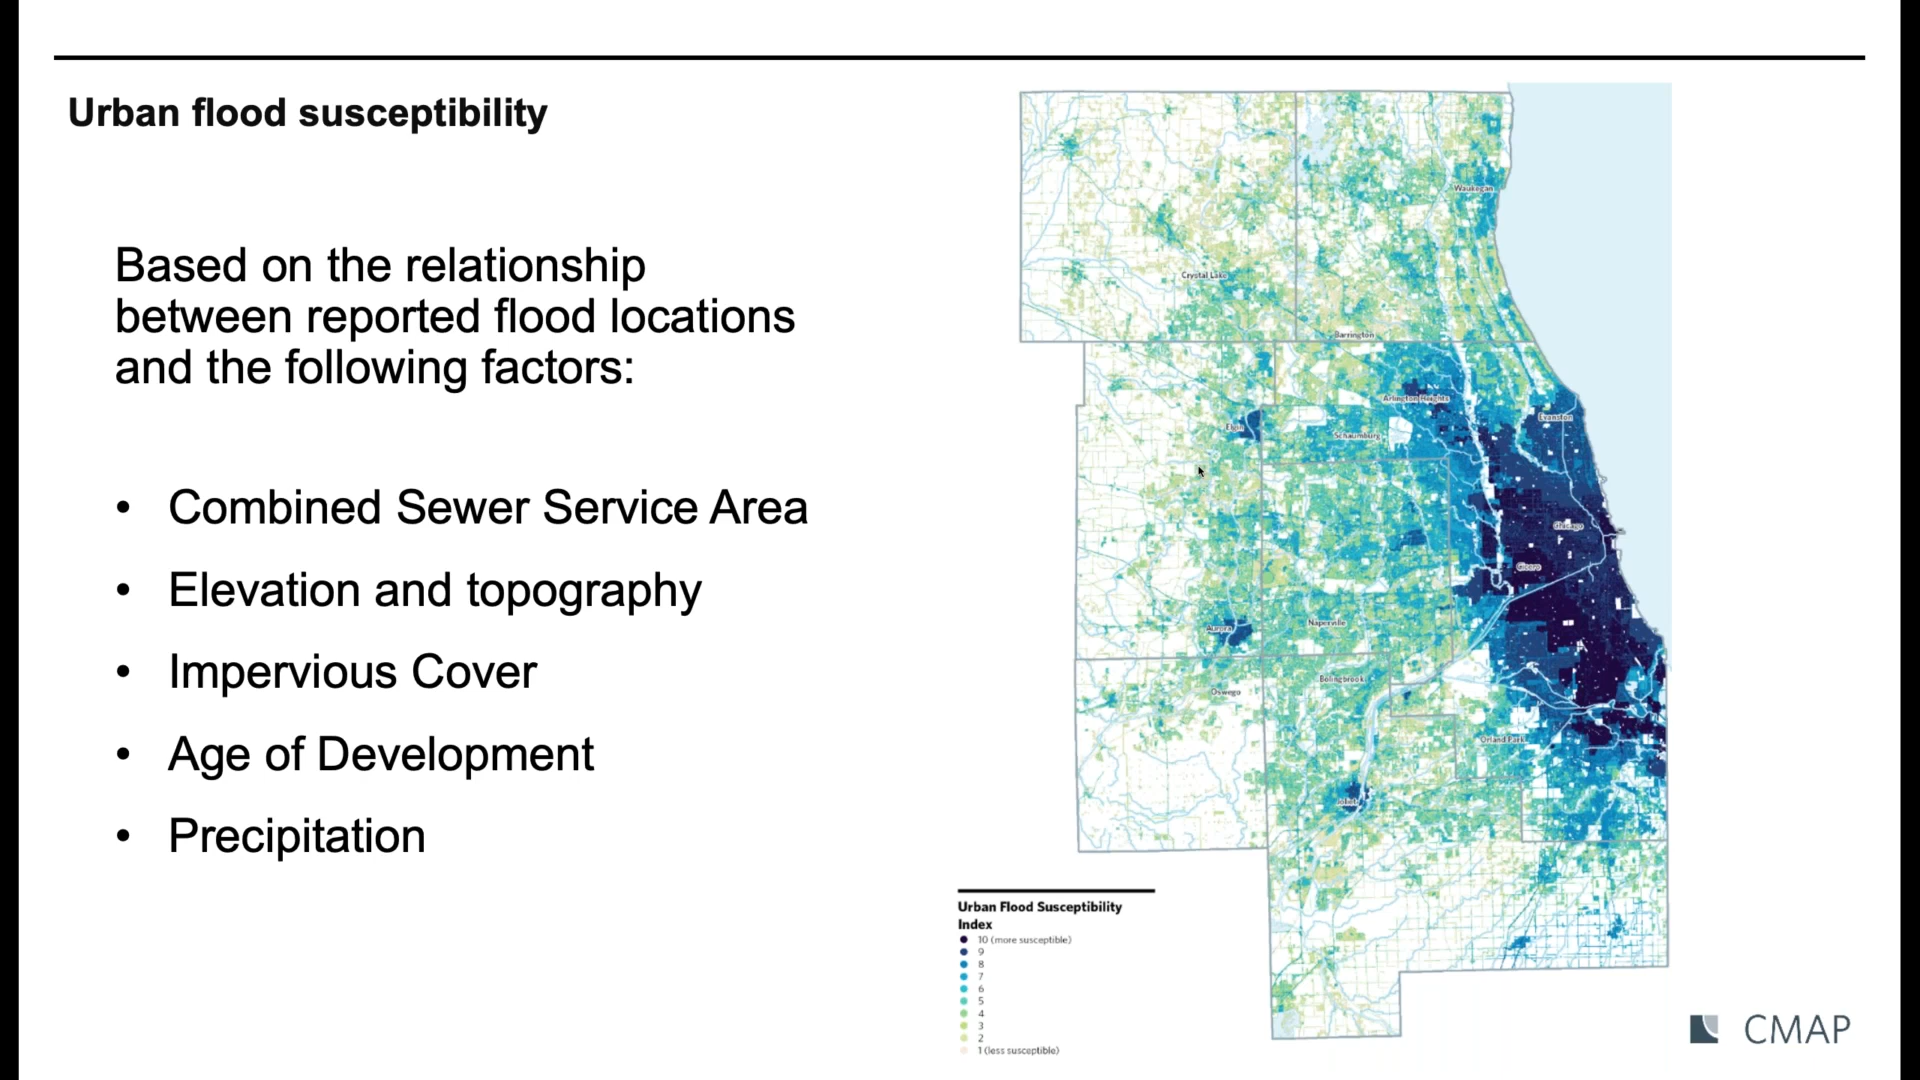 Urban flood susceptibility
Based on the relationship
between reported flood locations
and the following factors:
• Combined Sewer Service Area
• Elevation and topography
• Impervious Cover
• Age of Development
• Precipitation
Waukegan
Crystal Lake
Barrington
Arlington Heights
Evanston
Elgin
Schaumburg
Chicago
Cicero
Aurora
Naperville
Bolingbrook
Oswego
Orland Park
Joliet
Urban Flood Susceptibility
Index
10 (more susceptible)
9
8
7
6
5
4
3
2
1 (less susceptible)
CMAP